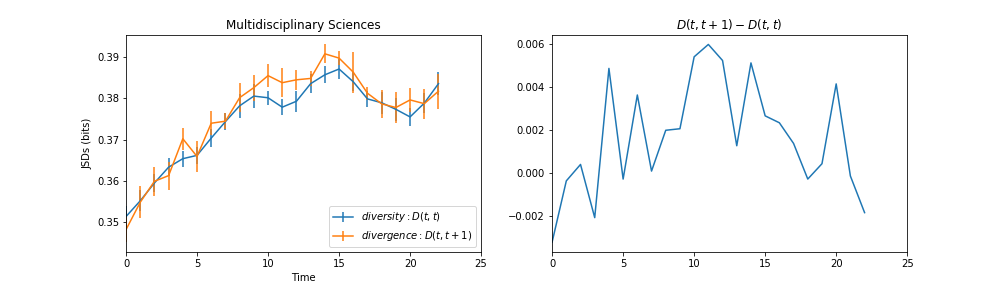 Multidisciplinary Sciences
JSDs (bits)
0.39
0.38
0.37
0.36
0.35
0 5 10 15 20 25
Time
diversity: D(t, t)
divergence: D(t, t + 1)
D(t, t + 1) − D(t, t)
0.006
0.004
0.002
0.000
−0.002
0 5 10 15 20 25